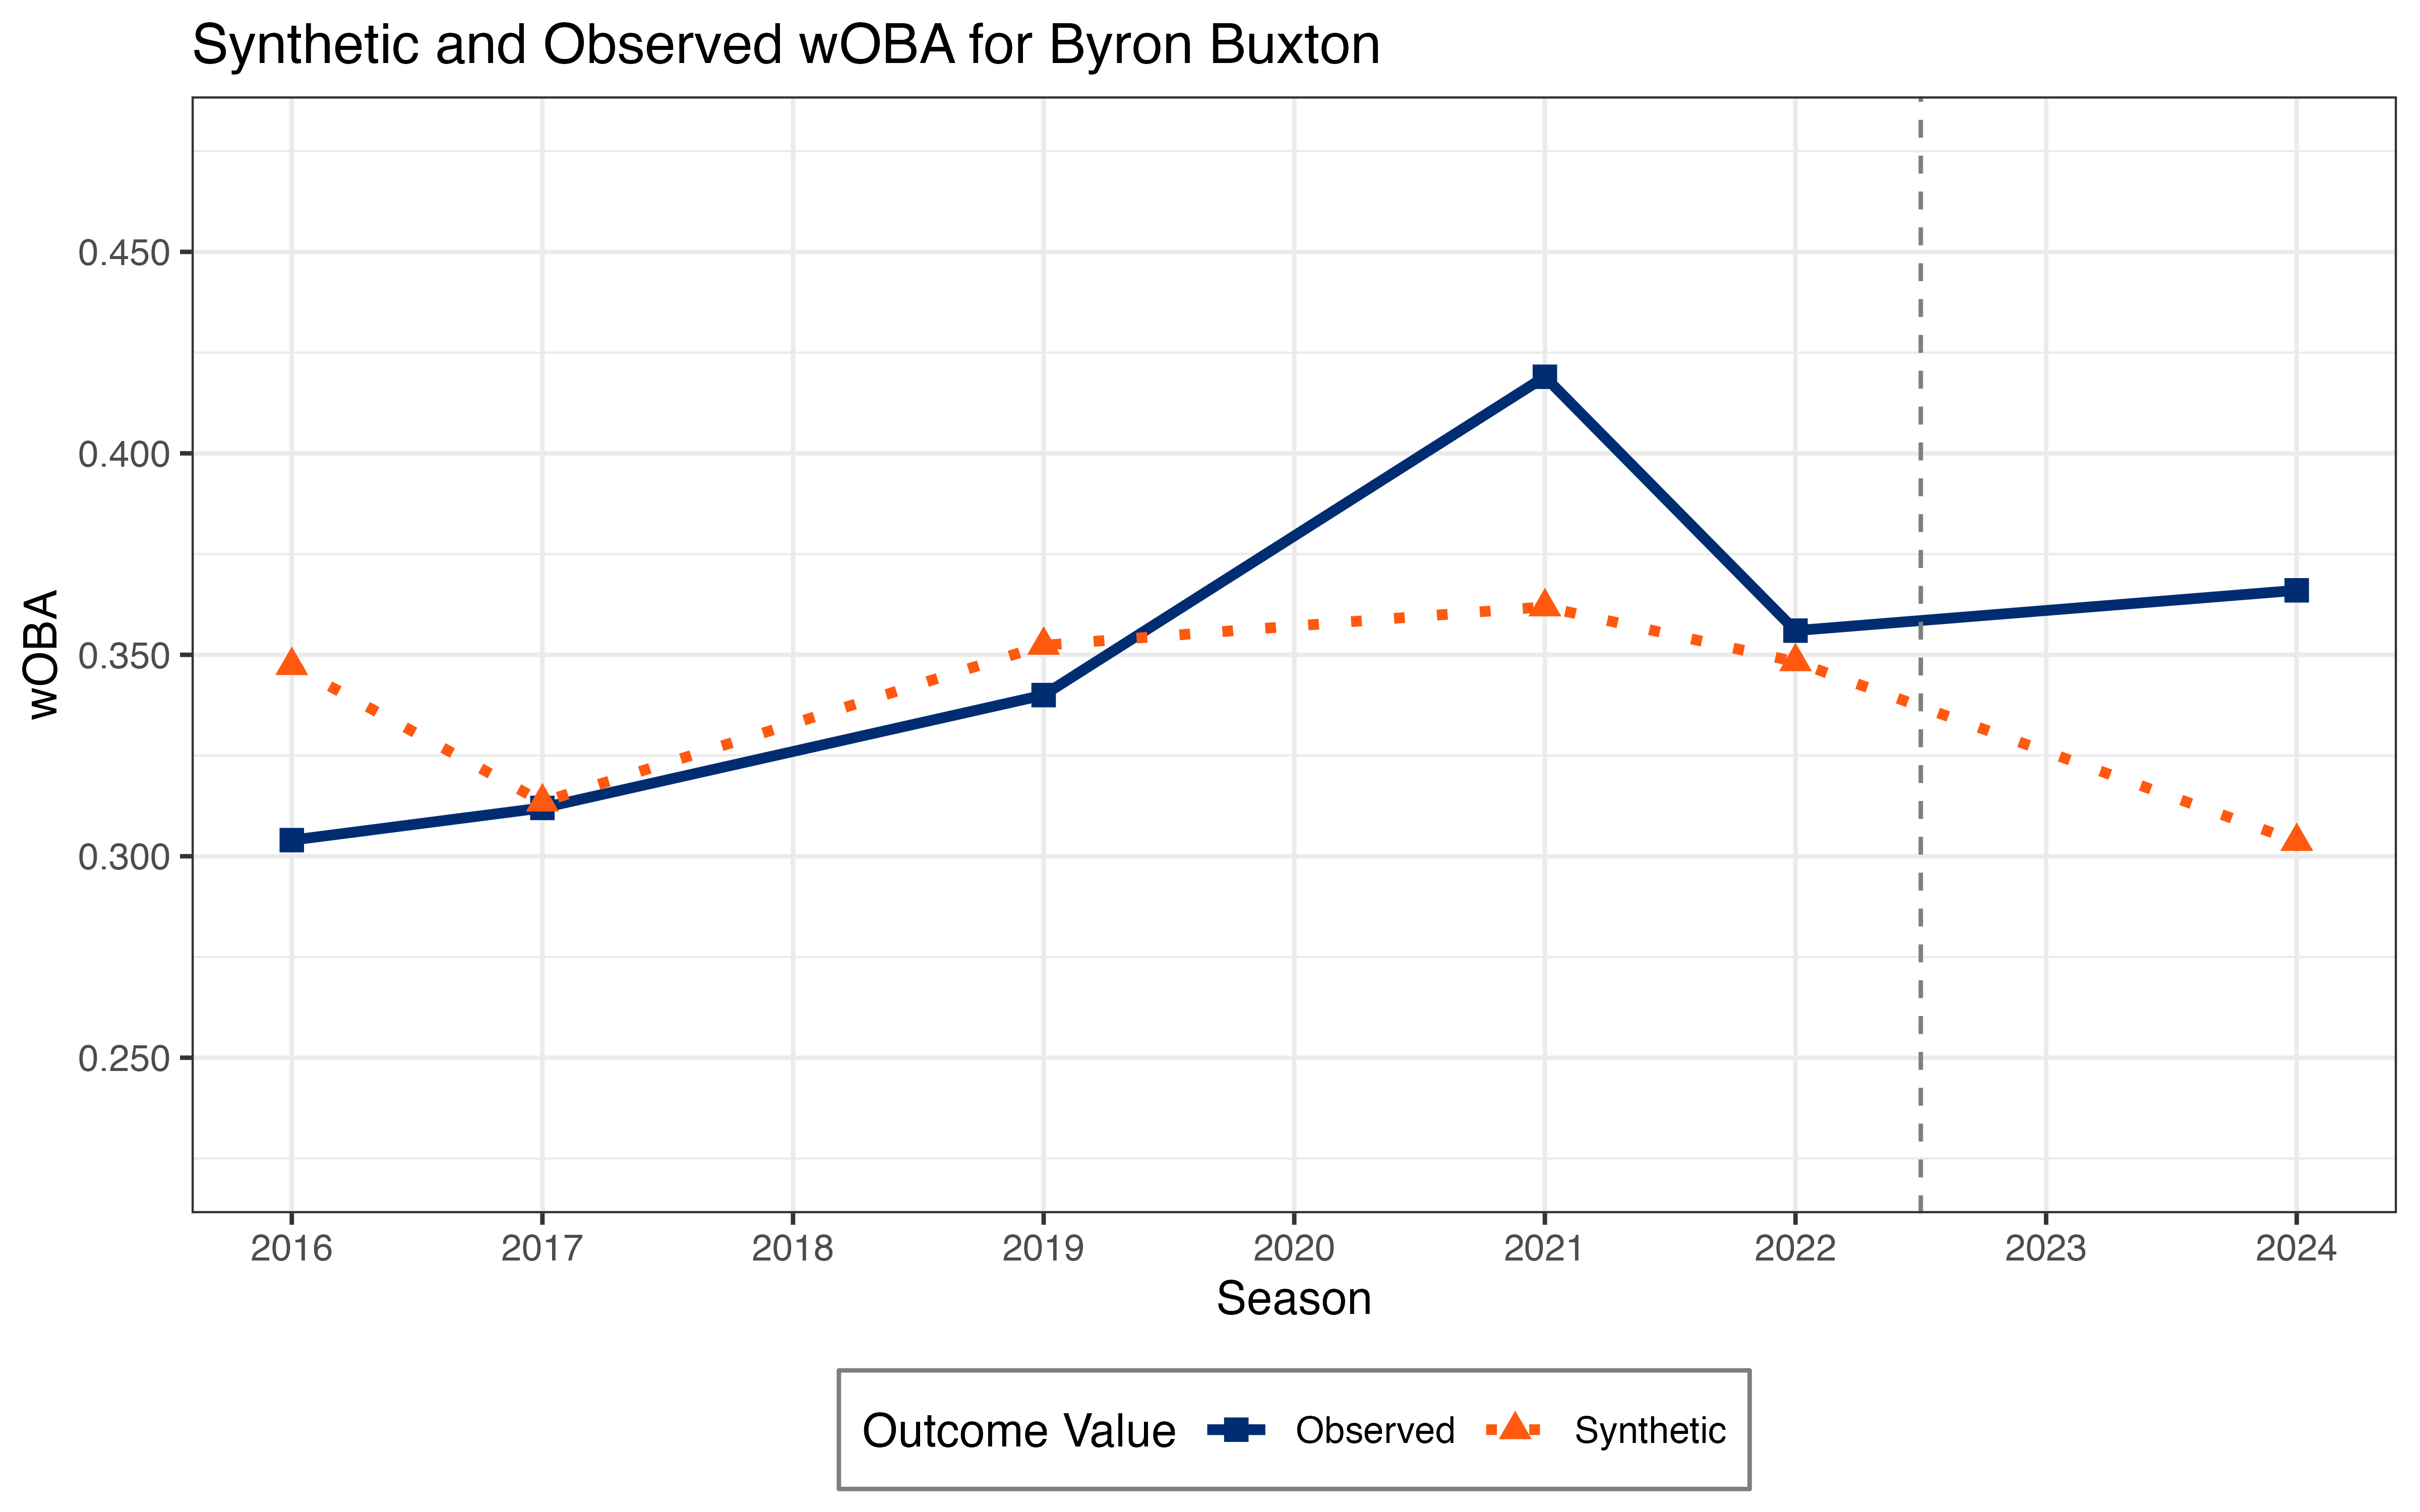 Synthetic and Observed wOBA for Byron Buxton
wOBA
0.450
0.400
0.350
0.300
0.250
2016 2017 2018 2019 2020 2021 2022 2023 2024
Season
Outcome Value Observed Synthetic